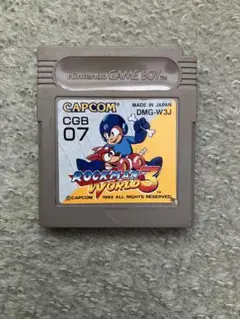 Nintendo GAME BOY
CAPCOM
MADE IN JAPAN
DMG-W3J
CGB
07
ROCKMAN
WORLD 3
©CAPCOM 1992 ALL RIGHTS RESERVED